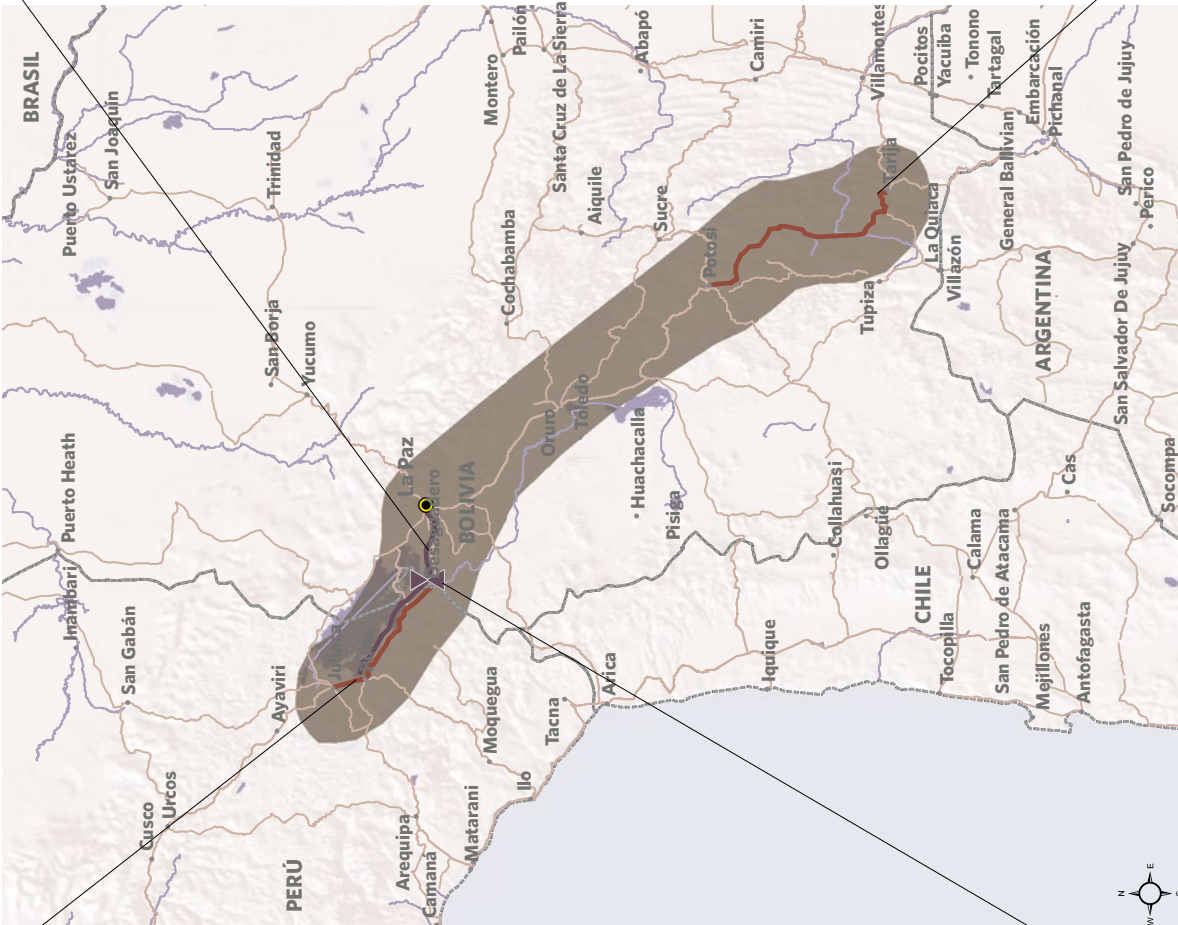 BRASIL
Puerto Ustarez
San Joaquín
Trinidad
San Borja
Yucumo
Puerto Heath
Inambari
San Gabán
Ayaviri
Cusco
Urcos
PERÚ
Arequipa
Camaná
Matarani
Moquegua
Ilo
Tacna
Arica
La Paz
Desaguadero
BOLIVIA
Montero
Pailón
Santa Cruz de La Sierra
Cochabamba
Aiquile
Sucre
Abapó
Camiri
Oruro
Toledo
Huachacalla
Pisiga
Potosí
Villamontes
Tarija
Tupiza
La Quiaca
Villazón
Pocitos
Yacuiba
Tonono
Tartagal
General Ballivian
Embarcación
Pichanal
San Pedro de Jujuy
Perico
San Salvador De Jujuy
ARGENTINA
Iquique
Collahuasi
Ollagüe
CHILE
Tocopilla
Calama
San Pedro de Atacama
Cas
Mejillones
Antofagasta
Socompa
N
E
W